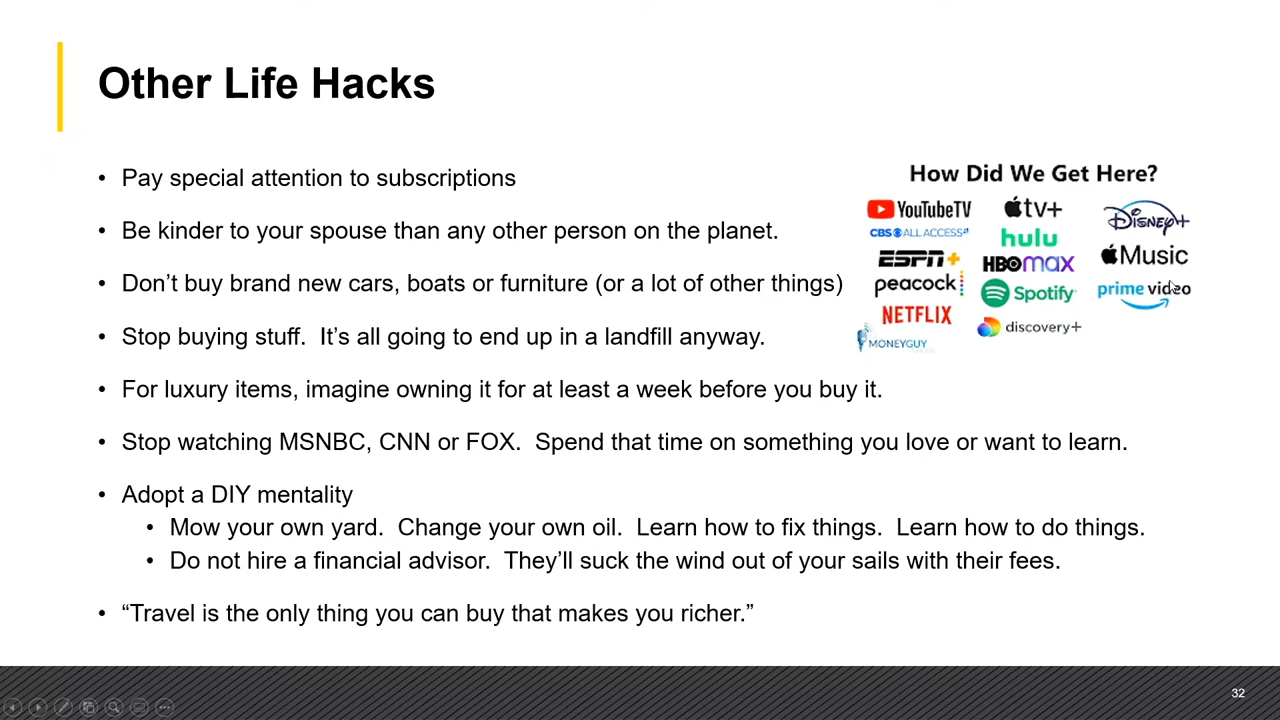 Other Life Hacks
• Pay special attention to subscriptions
• Be kinder to your spouse than any other person on the planet.
• Don’t buy brand new cars, boats or furniture (or a lot of other things)
• Stop buying stuff.  It’s all going to end up in a landfill anyway.
• For luxury items, imagine owning it for at least a week before you buy it.
• Stop watching MSNBC, CNN or FOX.  Spend that time on something you love or want to learn.
• Adopt a DIY mentality
• Mow your own yard.  Change your own oil.  Learn how to fix things.  Learn how to do things.
• Do not hire a financial advisor.  They’ll suck the wind out of your sails with their fees.
• “Travel is the only thing you can buy that makes you richer.”
How Did We Get Here?
YouTubeTV
tv+
Disney+
CBS ALL ACCESS
hulu
ESPN+
HBOmax
Music
peacock
Spotify
prime video
NETFLIX
discovery+
MONEYGUY
32